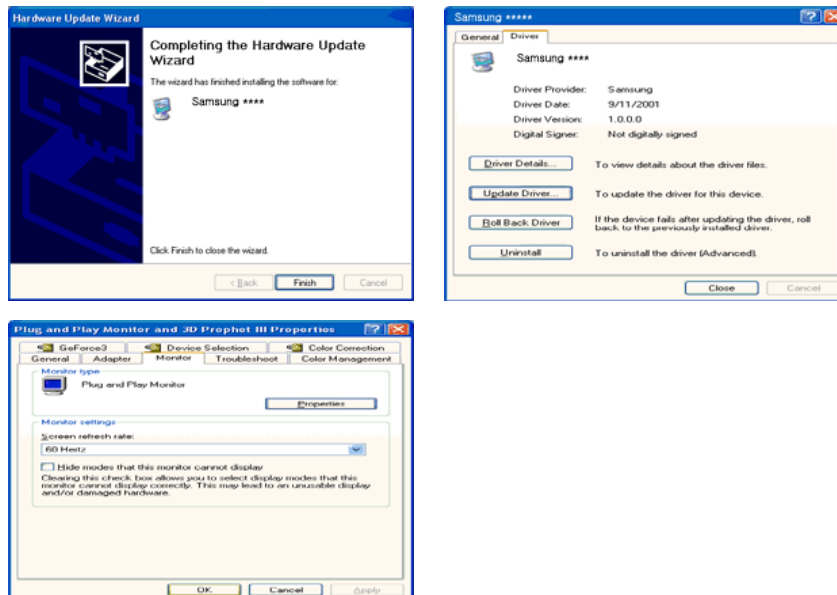 Hardware Update Wizard
Completing the Hardware Update
Wizard
The wizard has finished installing the software for:
Samsung ****
Click Finish to close the wizard.
< Back
Finish
Cancel
Samsung *****
General
Driver
Samsung ****
Driver Provider: Samsung
Driver Date: 9/11/2001
Driver Version: 1.0.0.0
Digital Signer: Not digitally signed
Driver Details...
To view details about the driver files.
Update Driver...
To update the driver for this device.
Roll Back Driver
If the device fails after updating the driver, roll
back to the previously installed driver.
Uninstall
To uninstall the driver (Advanced).
Close
Cancel
Plug and Play Monitor and 3D Prophet III Properties
GeForce3
Device Selection
Color Correction
General
Adapter
Monitor
Troubleshoot
Color Management
Monitor type
Plug and Play Monitor
Properties
Monitor settings
Screen refresh rate:
60 Hertz
Hide modes that this monitor cannot display
Clearing this check box allows you to select display modes that this
monitor cannot display correctly. This may lead to an unusable display
and/or damaged hardware.
OK
Cancel
Apply